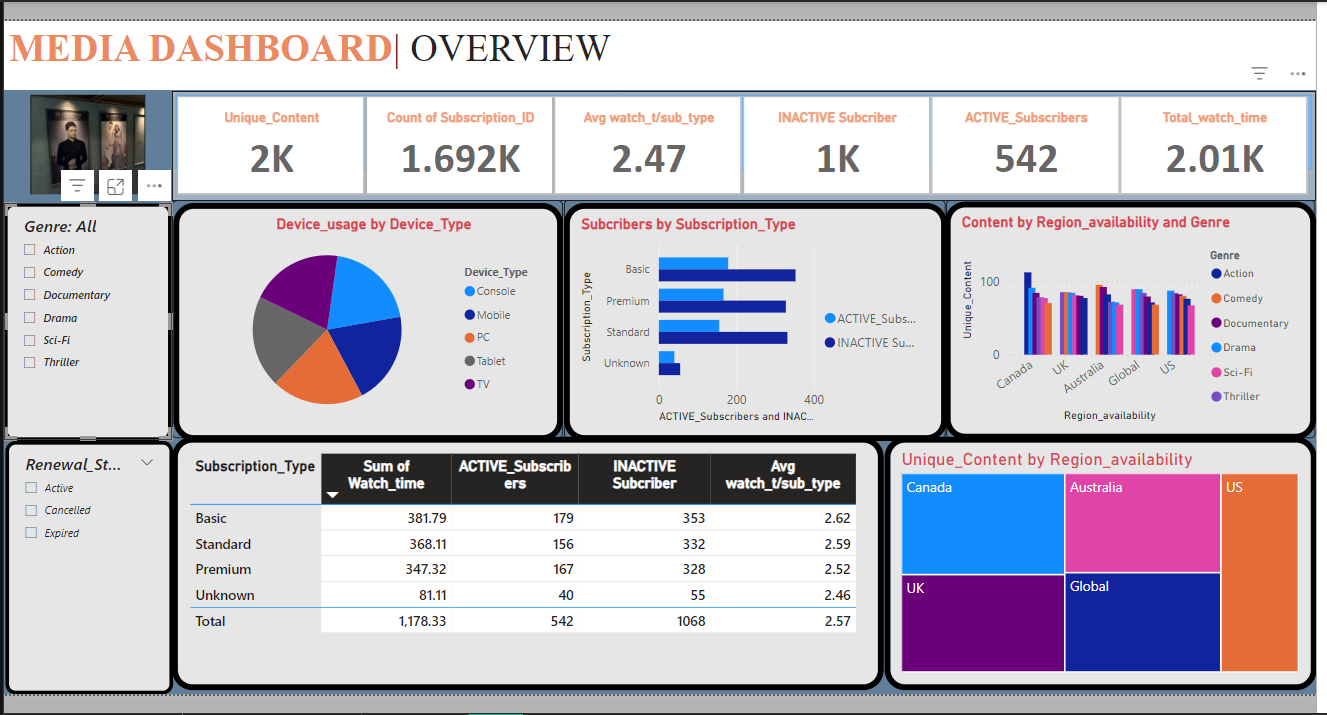 MEDIA DASHBOARD| OVERVIEW
Unique_Content
2K
Count of Subscription_ID
1.692K
Avg watch_t/sub_type
2.47
INACTIVE Subcriber
1K
ACTIVE_Subscribers
542
Total_watch_time
2.01K
Genre: All
Action
Comedy
Documentary
Drama
Sci-Fi
Thriller
Device_usage by Device_Type
Device_Type
Console
Mobile
PC
Tablet
TV
Subcribers by Subscription_Type
Subscription_Type
Basic
Premium
Standard
Unknown
0 200 400
ACTIVE_Subscribers and INAC...
ACTIVE_Subs...
INACTIVE Su...
Content by Region_availability and Genre
Unique_Content
100
0
Canada UK Australia Global US
Region_availability
Genre
Action
Comedy
Documentary
Drama
Sci-Fi
Thriller
Renewal_St...
Active
Cancelled
Expired
Subscription_Type Sum of Watch_time ACTIVE_Subscribers INACTIVE Subcriber Avg watch_t/sub_type
Basic 381.79 179 353 2.62
Standard 368.11 156 332 2.59
Premium 347.32 167 328 2.52
Unknown 81.11 40 55 2.46
Total 1,178.33 542 1068 2.57
Unique_Content by Region_availability
Canada
Australia
US
UK
Global